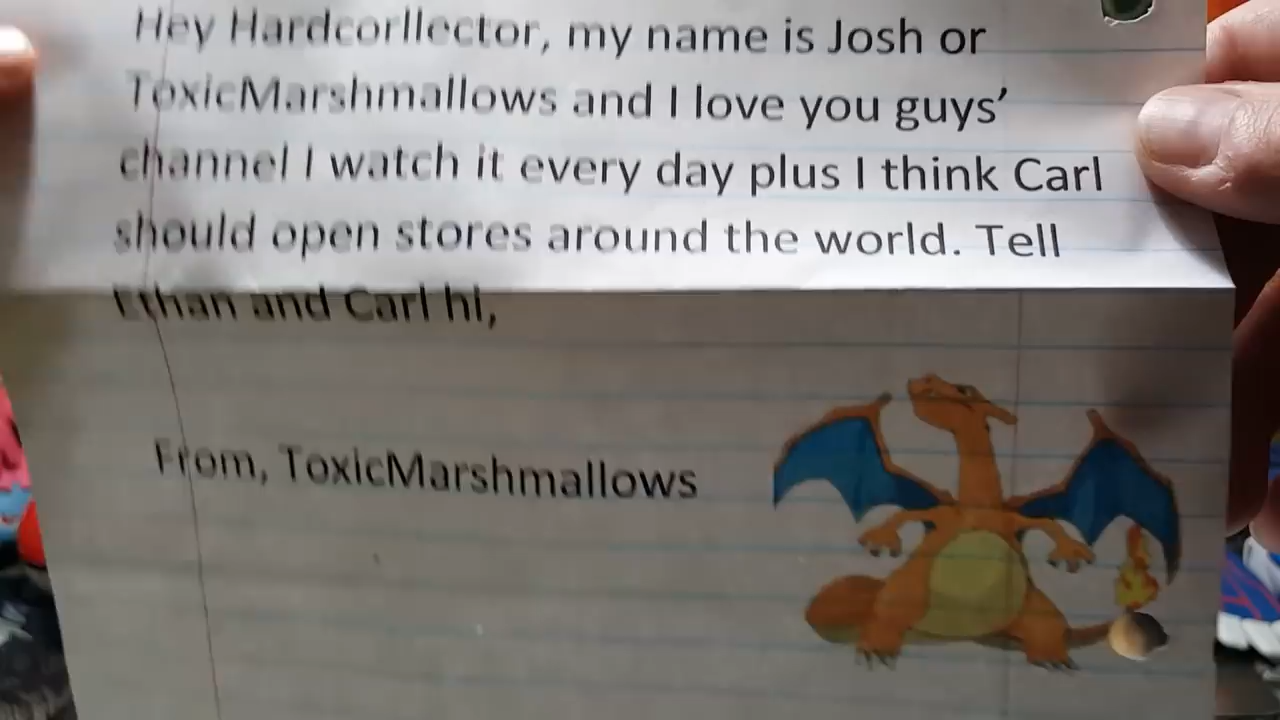 Hey Hardcorllector, my name is Josh or
ToxicMarshmallows and I love you guys’
channel I watch it every day plus I think Carl
should open stores around the world. Tell
Ethan and Carl hi,
From, ToxicMarshmallows